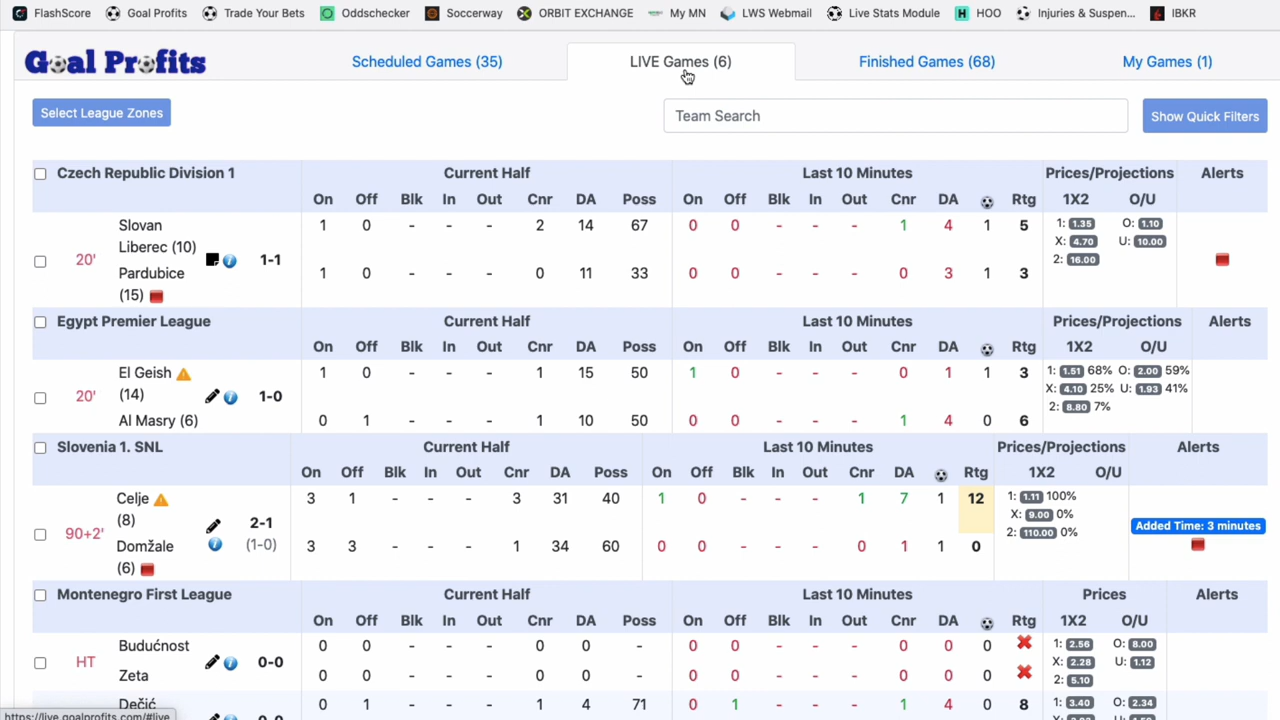 FlashScore Goal Profits Trade Your Bets Oddschecker Soccerway ORBIT EXCHANGE My MN LWS Webmail Live Stats Module HOO Injuries & Suspen... IBKR
Goal Profits Scheduled Games (35) LIVE Games (6) Finished Games (68) My Games (1)
Select League Zones Team Search Show Quick Filters
Czech Republic Division 1 Current Half Last 10 Minutes Prices/Projections Alerts
On Off Blk In Out Cnr DA Poss On Off Blk In Out Cnr DA Rtg 1X2 O/U
Slovan 1 0 - - - 2 14 67 0 0 - - - 1 4 1 5 1: 1.35 O: 1.10
Liberec (10) X: 4.70 U: 10.00
20' 1-1 2: 16.00
Pardubice 1 0 - - - 0 11 33 0 0 - - - 0 3 1 3
(15)
Egypt Premier League Current Half Last 10 Minutes Prices/Projections Alerts
On Off Blk In Out Cnr DA Poss On Off Blk In Out Cnr DA Rtg 1X2 O/U
El Geish 1 0 - - - 1 15 50 1 0 - - - 0 1 1 3 1: 1.51 68% O: 2.00 59%
(14) X: 4.10 25% U: 1.93 41%
20' 1-0 2: 8.80 7%
Al Masry (6) 0 1 - - - 1 10 50 0 0 - - - 1 4 0 6
Slovenia 1. SNL Current Half Last 10 Minutes Prices/Projections Alerts
On Off Blk In Out Cnr DA Poss On Off Blk In Out Cnr DA Rtg 1X2 O/U
Celje 3 1 - - - 3 31 40 1 0 - - - 1 7 1 12 1: 1.11 100%
(8) X: 9.00 0%
90+2' 2-1 2: 110.00 0% Added Time: 3 minutes
Domžale (1-0) 3 3 - - - 1 34 60 0 0 - - - 0 1 1 0
(6)
Montenegro First League Current Half Last 10 Minutes Prices Alerts
On Off Blk In Out Cnr DA Poss On Off Blk In Out Cnr DA Rtg 1X2 O/U
Budućnost 0 0 - - - 0 0 - 0 0 - - - 0 0 0 1: 2.56 O: 8.00
HT 0-0 X: 2.28 U: 1.12
Zeta 0 0 - - - 0 0 - 0 0 - - - 0 0 0 2: 5.10
Dečić 0 1 - - - 1 4 71 0 1 - - - 1 4 0 8 1: 3.40 O: 2.34
https://live.goalprofits.com/#live